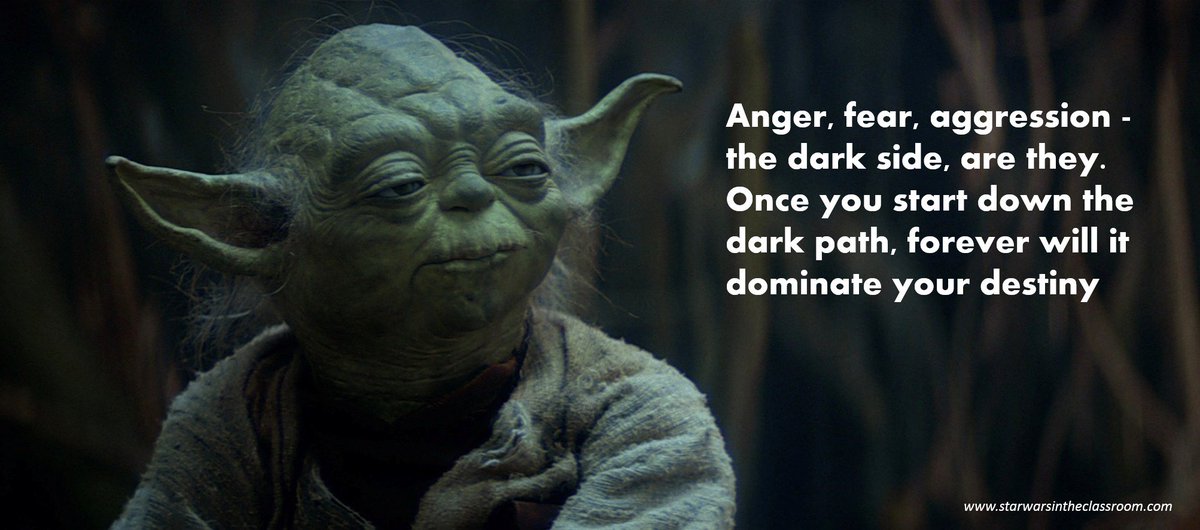 Anger, fear, aggression -
the dark side, are they.
Once you start down the
dark path, forever will it
dominate your destiny
www.starwarsintheclassroom.com